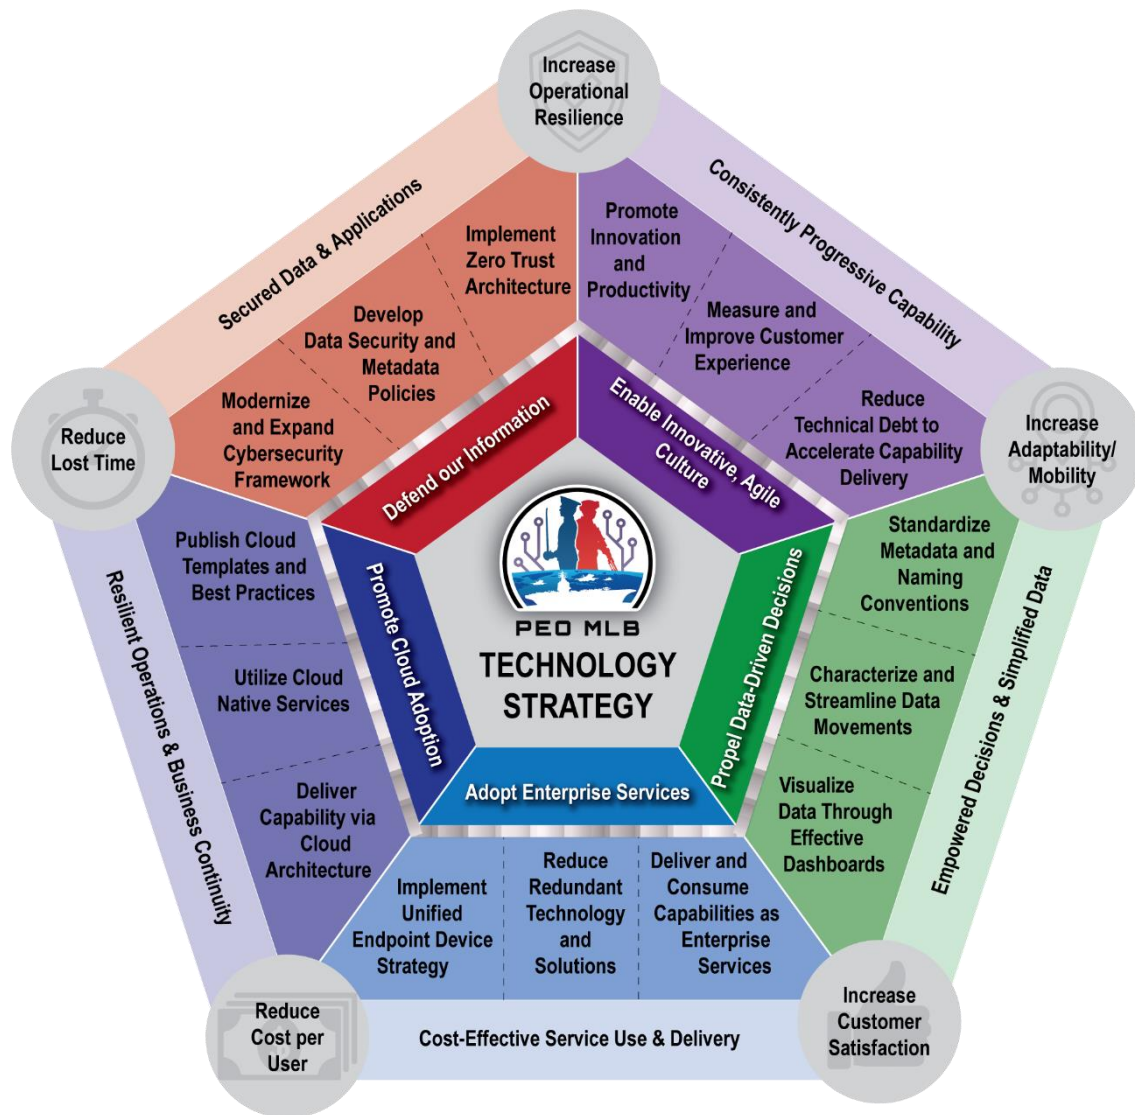 Increase
Operational
Resilience
Secured Data & Applications
Consistently Progressive Capability
Implement
Zero Trust
Architecture
Develop
Data Security and
Metadata
Policies
Modernize
and Expand
Cybersecurity
Framework
Promote
Innovation
and
Productivity
Measure and
Improve Customer
Experience
Reduce
Technical Debt to
Accelerate Capability
Delivery
Reduce
Lost Time
Increase
Adaptability/
Mobility
Defend our Information
Enable Innovative, Agile
Culture
Publish Cloud
Templates and
Best Practices
Utilize Cloud
Native Services
Deliver
Capability via
Cloud
Architecture
Resilient Operations & Business Continuity
Promote Cloud Adoption
PEO MLB
TECHNOLOGY
STRATEGY
Propel Data-Driven Decisions
Standardize
Metadata and
Naming
Conventions
Characterize and
Streamline Data
Movements
Visualize
Data Through
Effective
Dashboards
Empowered Decisions & Simplified Data
Adopt Enterprise Services
Implement
Unified
Endpoint Device
Strategy
Reduce
Redundant
Technology
and
Solutions
Deliver and
Consume
Capabilities as
Enterprise
Services
Reduce
Cost per
User
Cost-Effective Service Use & Delivery
Increase
Customer
Satisfaction